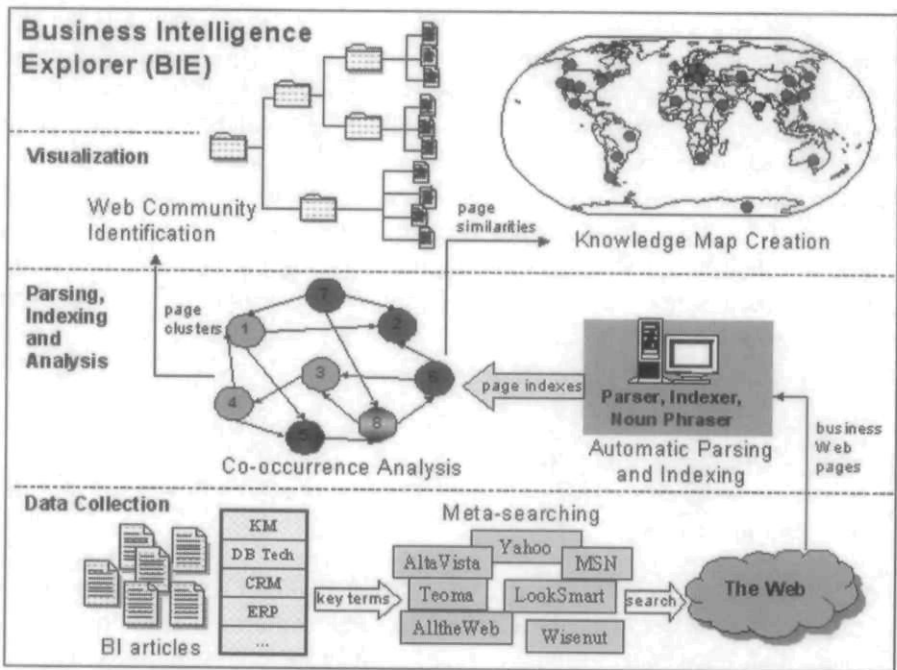 Business Intelligence
Explorer (BIE)
Visualization
Web Community
Identification
page
similarities
Knowledge Map Creation
Parsing,
Indexing
and
Analysis
page
clusters
7
1
2
3
6
4
5
8
Co-occurrence Analysis
page indexes
Parser, Indexer,
Noun Phraser
Automatic Parsing
and Indexing
business
Web
pages
Data Collection
BI articles
KM
DB Tech
CRM
ERP
...
key terms
Meta-searching
Yahoo
AltaVista
MSN
Teoma
LookSmart
AlltheWeb
Wisenut
search
The Web